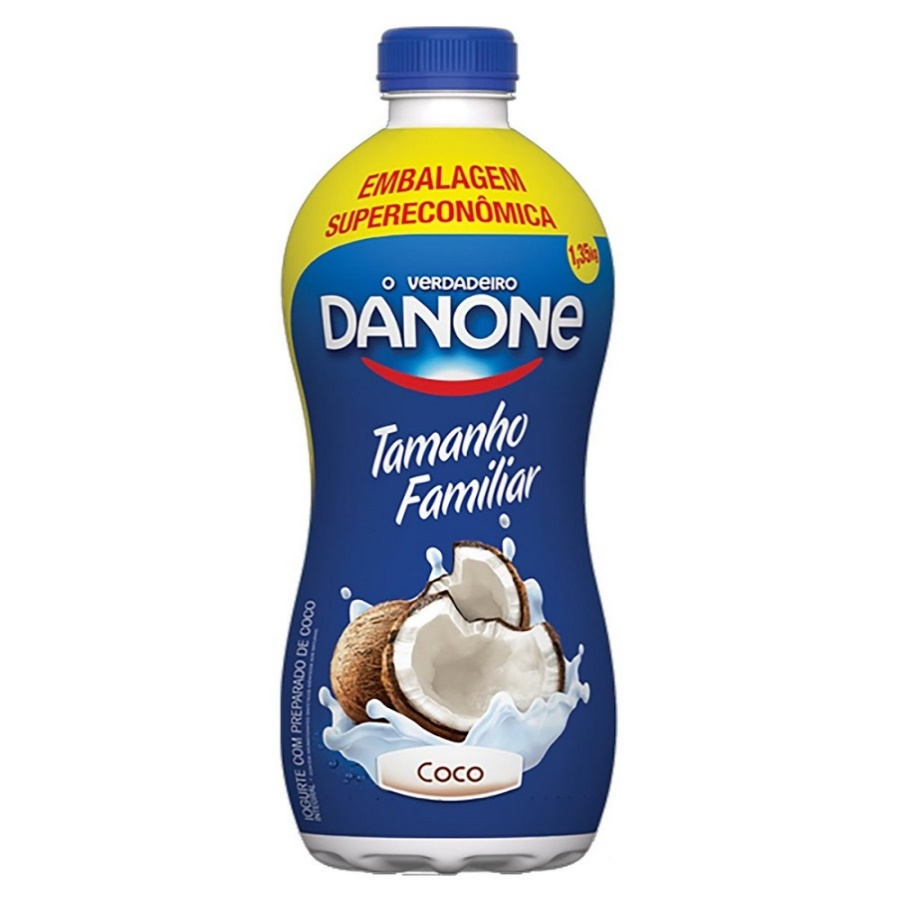 EMBALAGEM
SUPERECONÔMICA
1,35kg
O VERDADEIRO
DANONE
Tamanho
Familiar
Coco
IOGURTE COM PREPARADO DE COCO
INTEGRAL